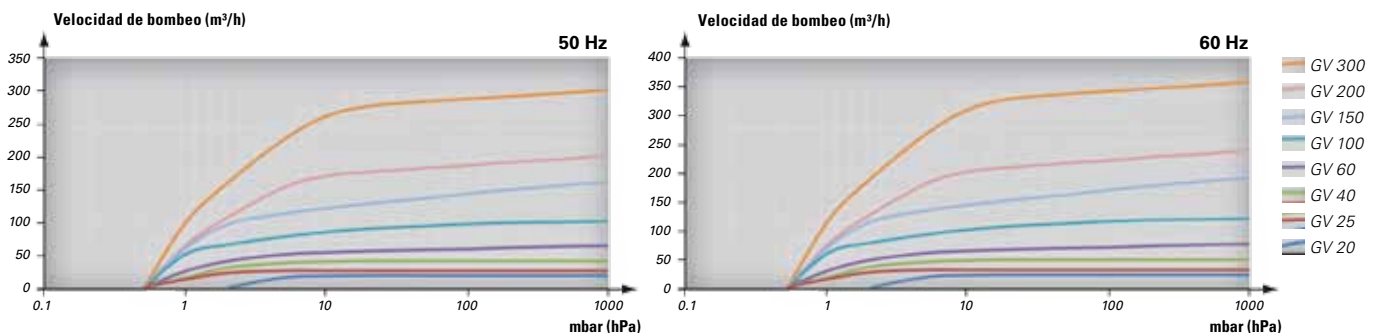 Velocidad de bombeo (m³/h)
50 Hz
350
300
250
200
150
100
50
0
0.1
1
10
100
1000
mbar (hPa)
Velocidad de bombeo (m³/h)
60 Hz
400
350
300
250
200
150
100
50
0
0.1
1
10
100
1000
mbar (hPa)
GV 300
GV 200
GV 150
GV 100
GV 60
GV 40
GV 25
GV 20